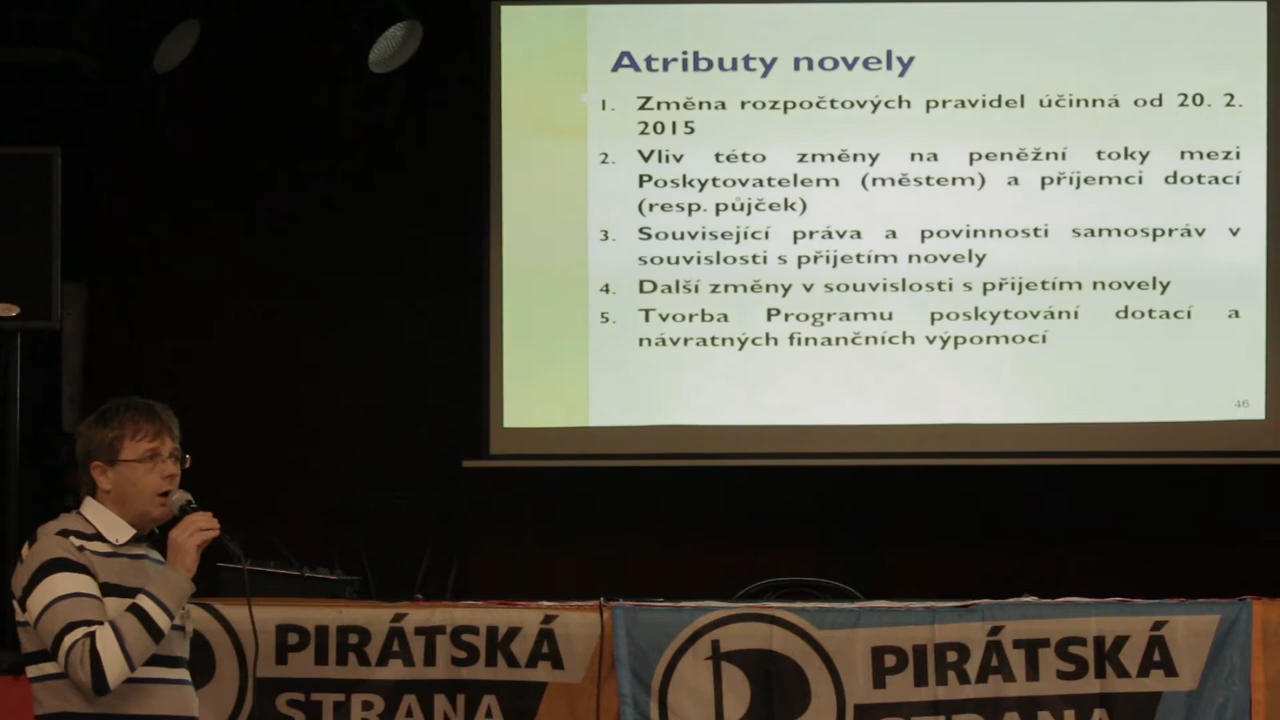 Atributy novely
1. Změna rozpočtových pravidel účinná od 20. 2.
2015
2. Vliv této změny na peněžní toky mezi
Poskytovatelem (městem) a příjemci dotací
(resp. půjček)
3. Související práva a povinnosti samospráv v
souvislosti s přijetím novely
4. Další změny v souvislosti s přijetím novely
5. Tvorba Programu poskytování dotací a
návratných finančních výpomocí
46
PIRÁTSKÁ
STRANA
PIRÁTSKÁ
STRANA